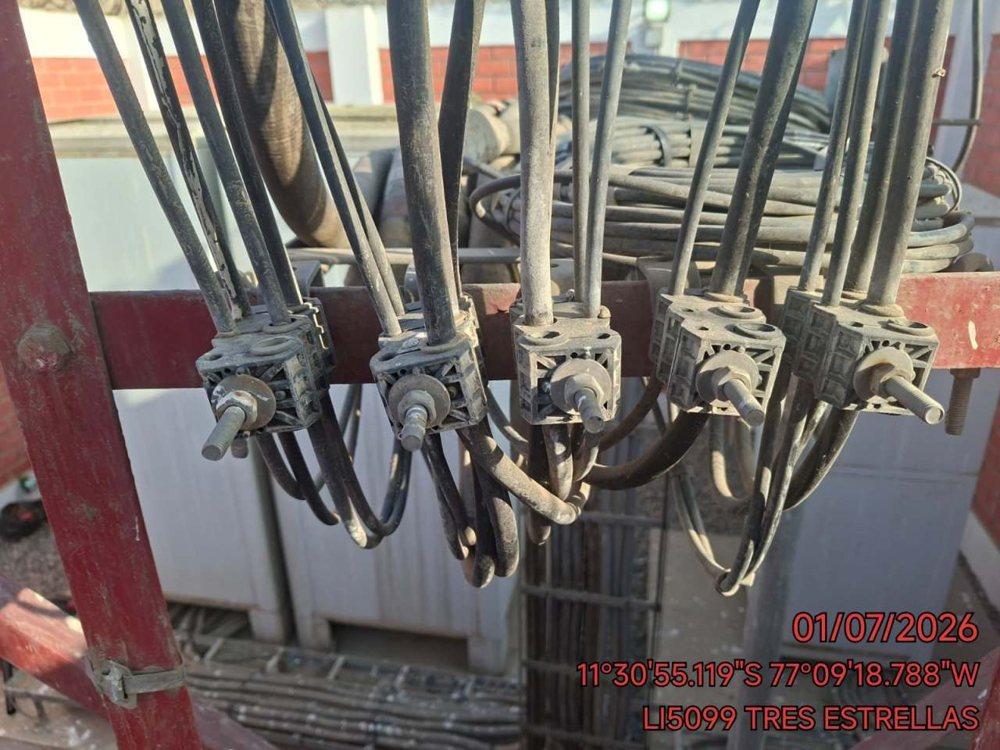 01/07/2026
11°30'55.119"S 77°09'18.788"W
LI5099 TRES ESTRELLAS